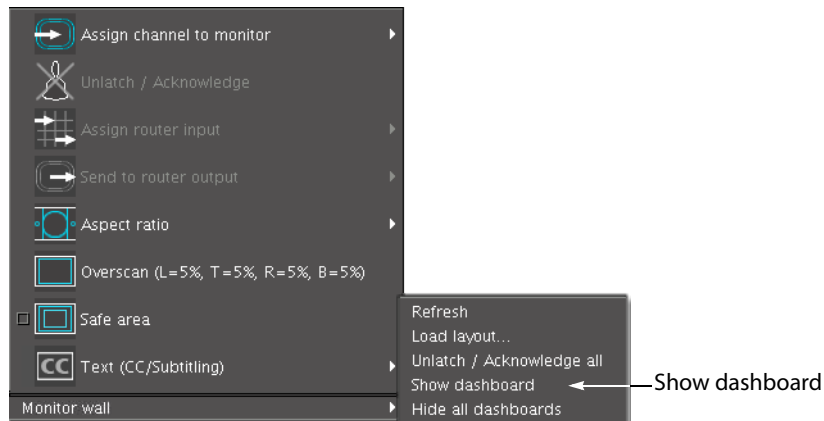 Assign channel to monitor
Unlatch / Acknowledge
Assign router input
Send to router output
Aspect ratio
Overscan (L=5%, T=5%, R=5%, B=5%)
Safe area
CC Text (CC/Subtitling)
Monitor wall
Refresh
Load layout...
Unlatch / Acknowledge all
Show dashboard
Hide all dashboards
Show dashboard